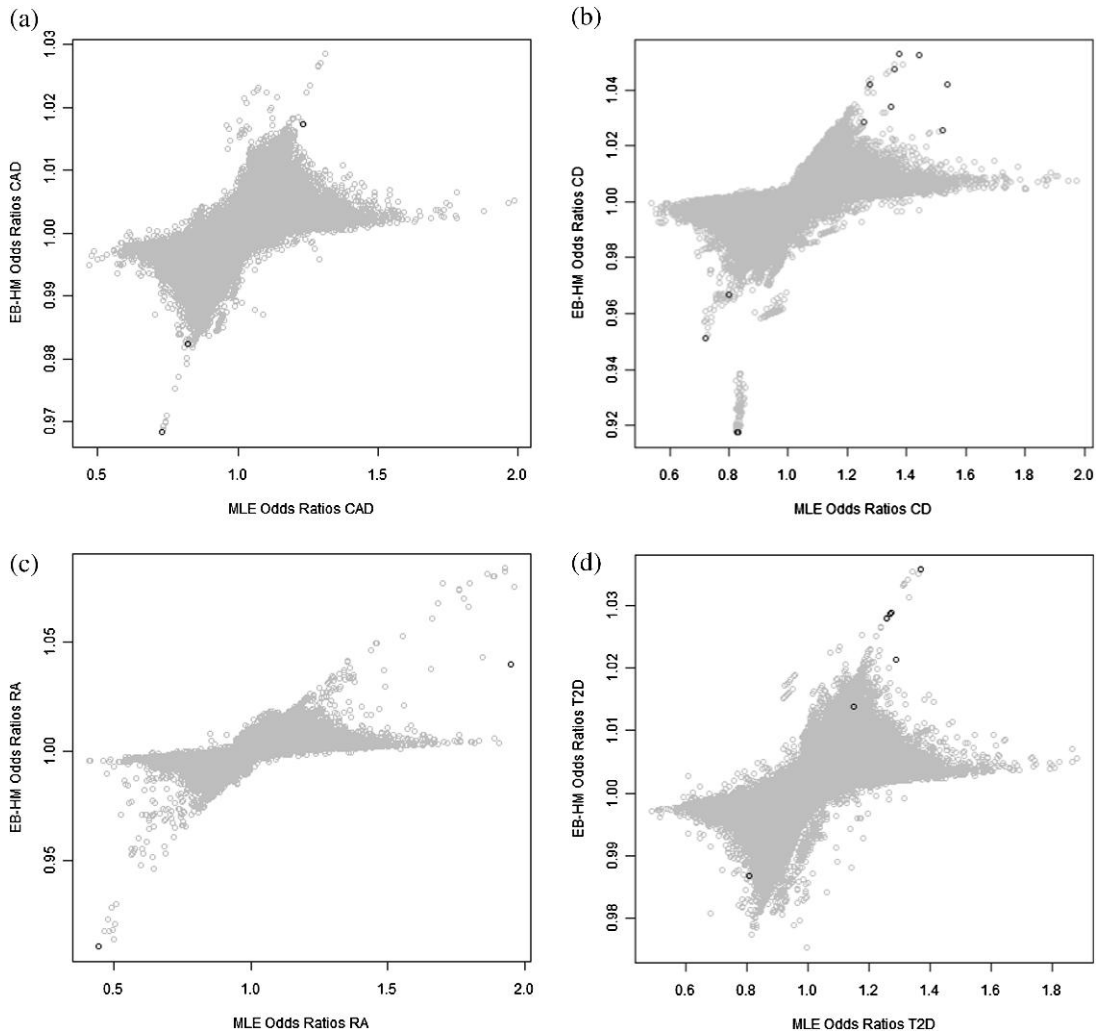 (a)
1.03
1.02
1.01
1.00
0.99
0.98
0.97
EB-HM Odds Ratios CAD
0.5 1.0 1.5 2.0
MLE Odds Ratios CAD
(b)
1.04
1.02
1.00
0.98
0.96
0.94
0.92
EB-HM Odds Ratios CD
0.6 0.8 1.0 1.2 1.4 1.6 1.8 2.0
MLE Odds Ratios CD
(c)
1.05
1.00
0.95
EB-HM Odds Ratios RA
0.5 1.0 1.5 2.0
MLE Odds Ratios RA
(d)
1.03
1.02
1.01
1.00
0.99
0.98
EB-HM Odds Ratios T2D
0.6 0.8 1.0 1.2 1.4 1.6 1.8
MLE Odds Ratios T2D